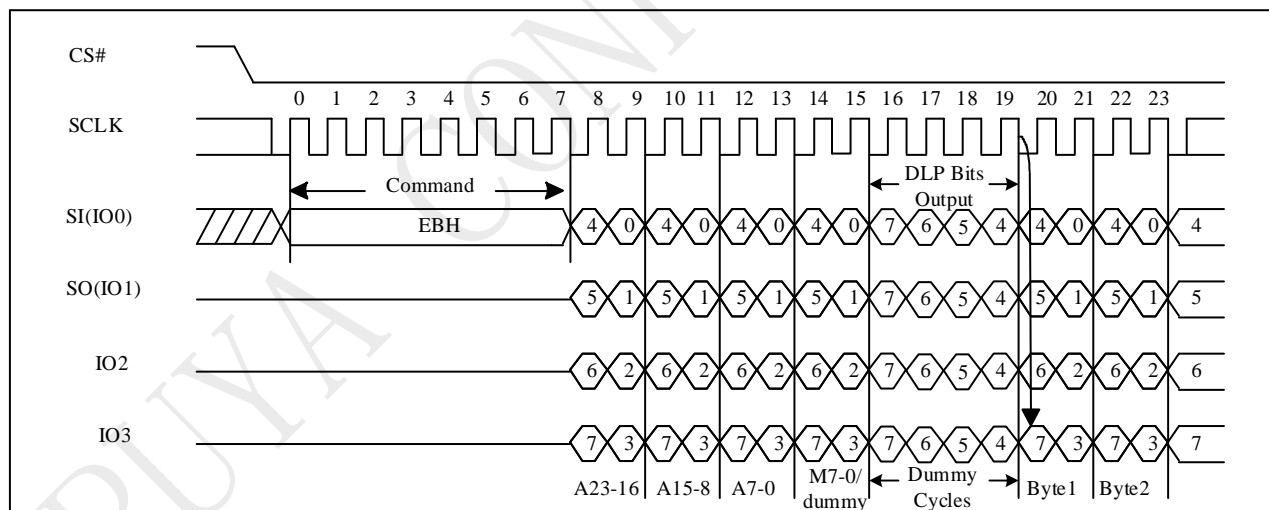 CS#
0 1 2 3 4 5 6 7 8 9 10 11 12 13 14 15 16 17 18 19 20 21 22 23
SCLK
Command
DLP Bits
Output
SI(IO0)
EBH
4 0 4 0 4 0 4 0 7 6 5 4 4 0 4 0 4
SO(IO1)
5 1 5 1 5 1 5 1 7 6 5 4 5 1 5 1 5
IO2
6 2 6 2 6 2 6 2 7 6 5 4 6 2 6 2 6
IO3
7 3 7 3 7 3 7 3 7 6 5 4 7 3 7 3 7
A23-16 A15-8 A7-0 M7-0/
dummy
Dummy
Cycles
Byte1 Byte2
PUYA CONF